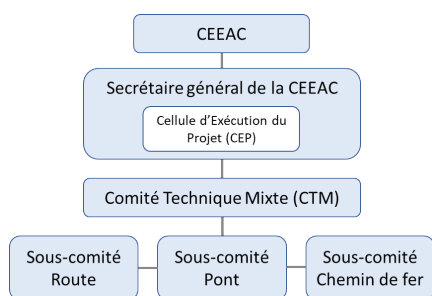 CEEAC
Secrétaire général de la CEEAC
Cellule d'Exécution du
Projet (CEP)
Comité Technique Mixte (CTM)
Sous-comité
Route
Sous-comité
Pont
Sous-comité
Chemin de fer